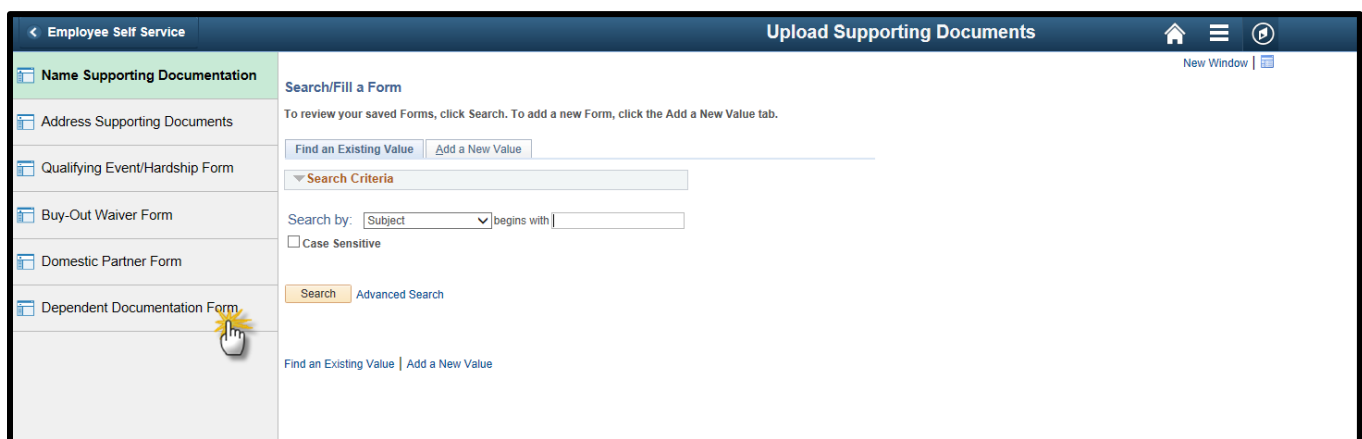 Employee Self Service
Upload Supporting Documents
New Window |
Name Supporting Documentation
Address Supporting Documents
Qualifying Event/Hardship Form
Buy-Out Waiver Form
Domestic Partner Form
Dependent Documentation Form
Search/Fill a Form
To review your saved Forms, click Search. To add a new Form, click the Add a New Value tab.
Find an Existing Value Add a New Value
Search Criteria
Search by: Subject begins with
Case Sensitive
Search Advanced Search
Find an Existing Value | Add a New Value